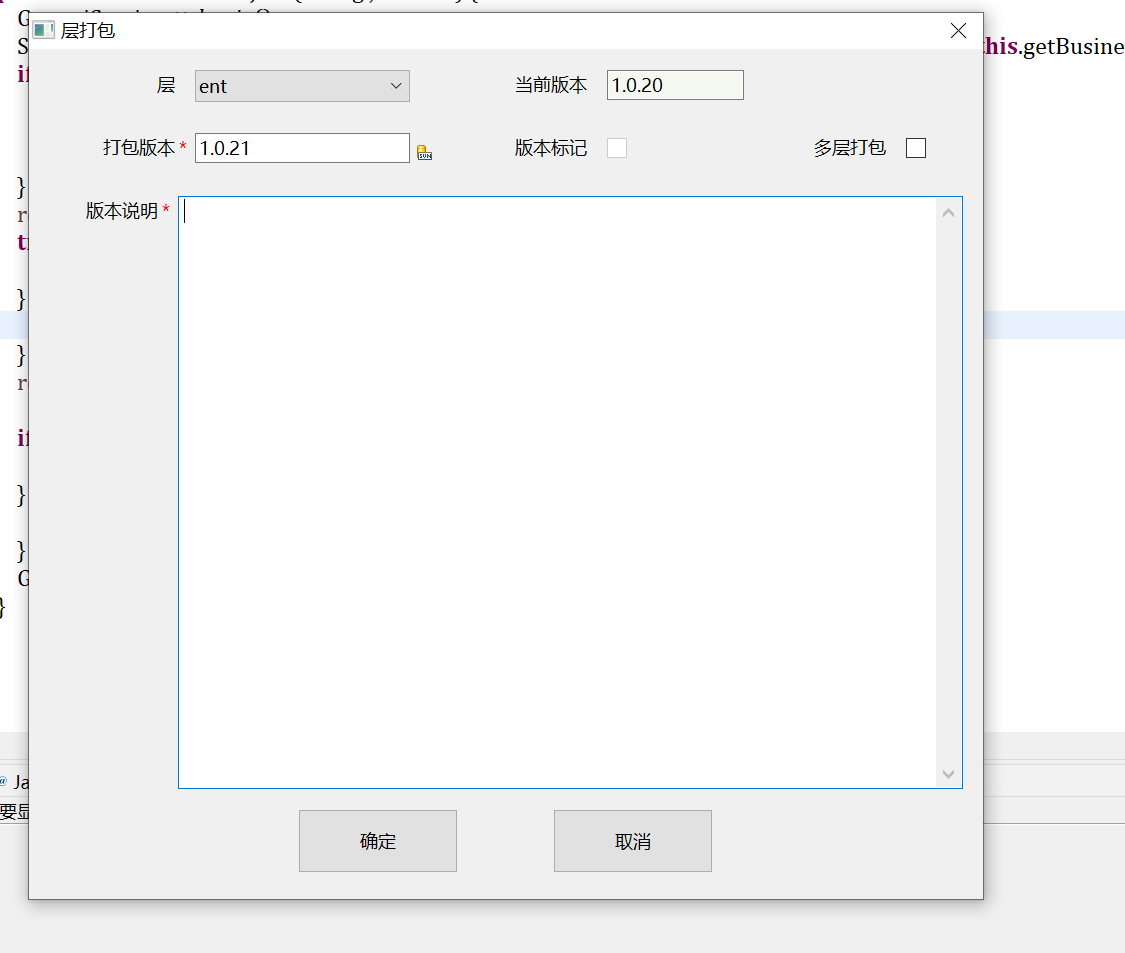 层打包
this.getBusine
层
ent
当前版本
1.0.20
打包版本*
1.0.21
SVN
版本标记
多层打包
版本说明*
}
}
}
}
}
}
确定
取消